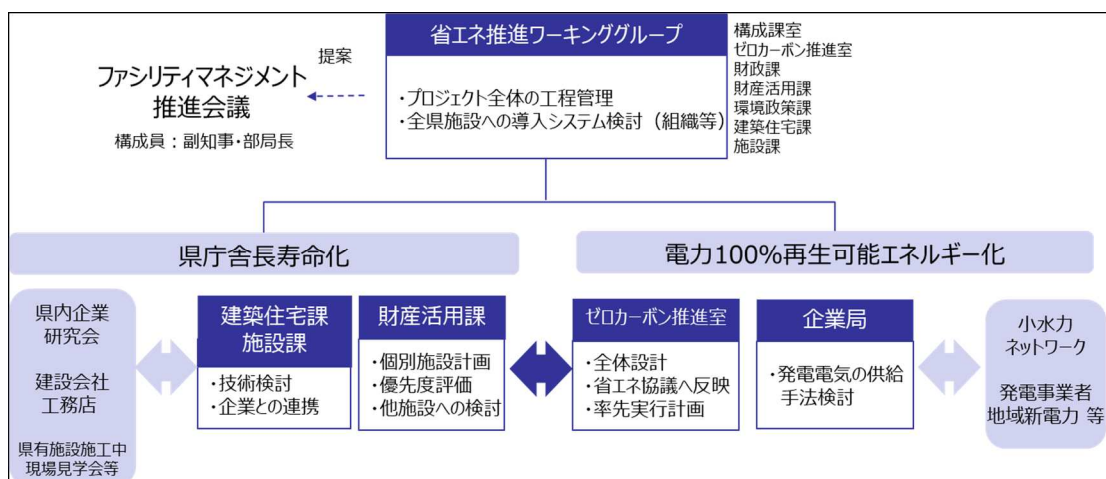 省エネ推進ワーキンググループ
・プロジェクト全体の工程管理
・全県施設への導入システム検討（組織等）
構成課室
ゼロカーボン推進室
財政課
財産活用課
環境政策課
建築住宅課
施設課
提案
ファシリティマネジメント
推進会議
構成員：副知事・部局長
県庁舎長寿命化
電力100%再生可能エネルギー化
県内企業
研究会
建設会社
工務店
県有施設施工中
現場見学会等
建築住宅課
施設課
・技術検討
・企業との連携
財産活用課
・個別施設計画
・優先度評価
・他施設への検討
ゼロカーボン推進室
・全体設計
・省エネ協議へ反映
・率先実行計画
企業局
・発電電気の供給
手法検討
小水力
ネットワーク
発電事業者
地域新電力 等